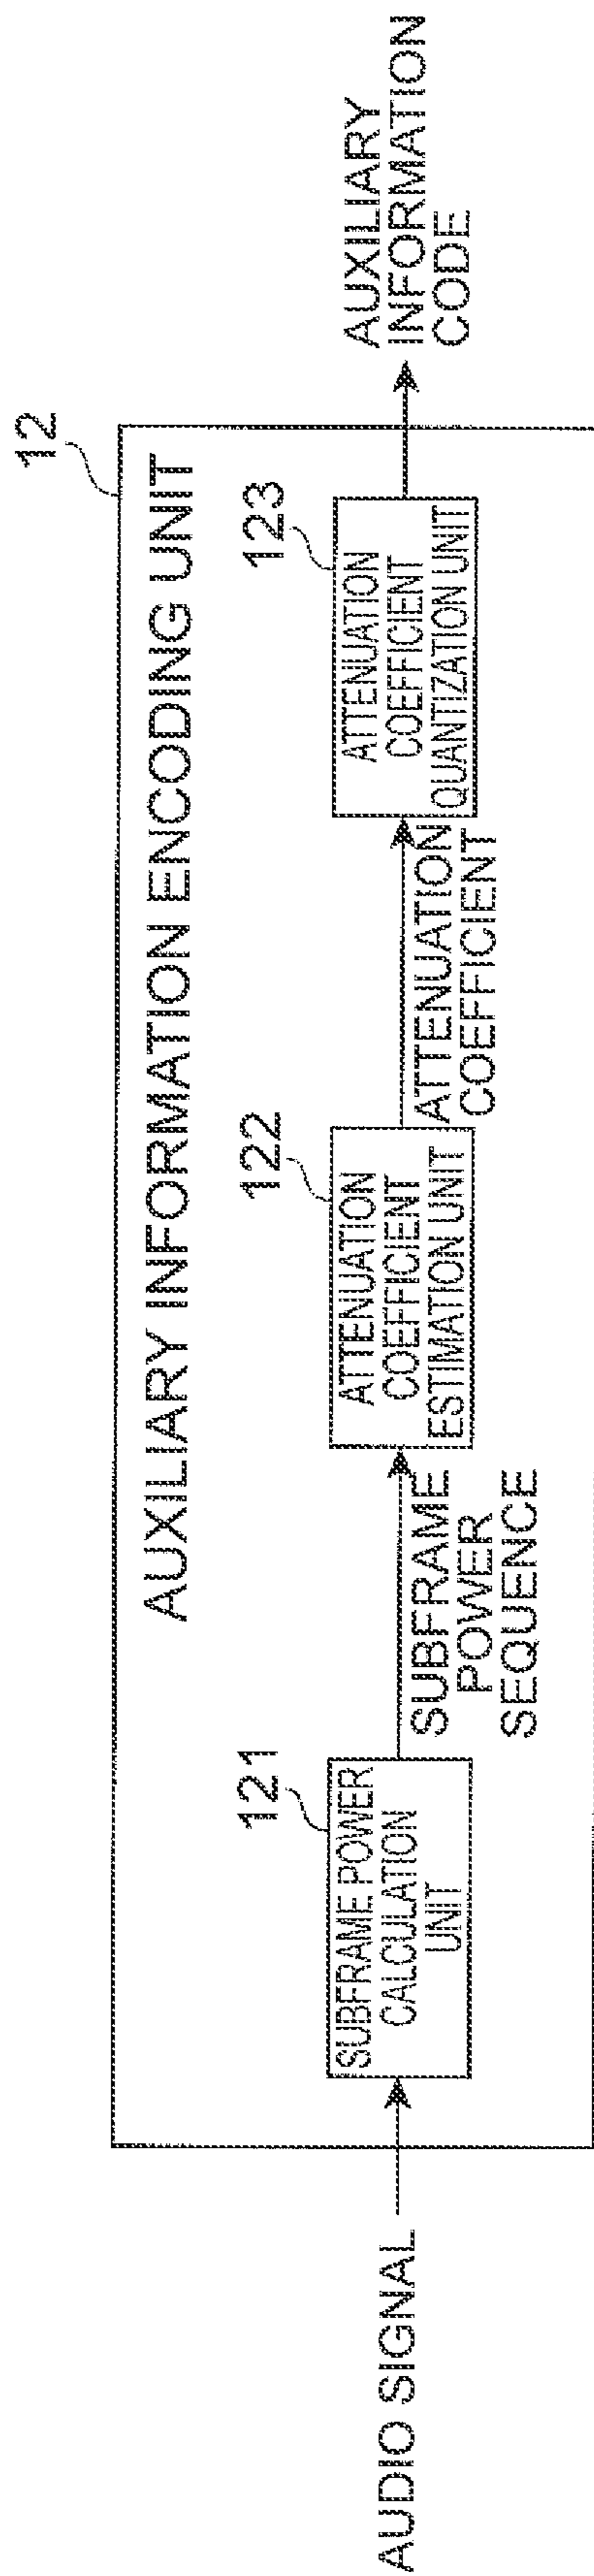 12
AUXILIARY INFORMATION ENCODING UNIT
AUDIO SIGNAL
121
SUBFRAME POWER
CALCULATION
UNIT
SUBFRAME
POWER
SEQUENCE
122
ATTENUATION
COEFFICIENT
ESTIMATION UNIT
ATTENUATION
COEFFICIENT
123
ATTENUATION
COEFFICIENT
QUANTIZATION UNIT
AUXILIARY
INFORMATION
CODE